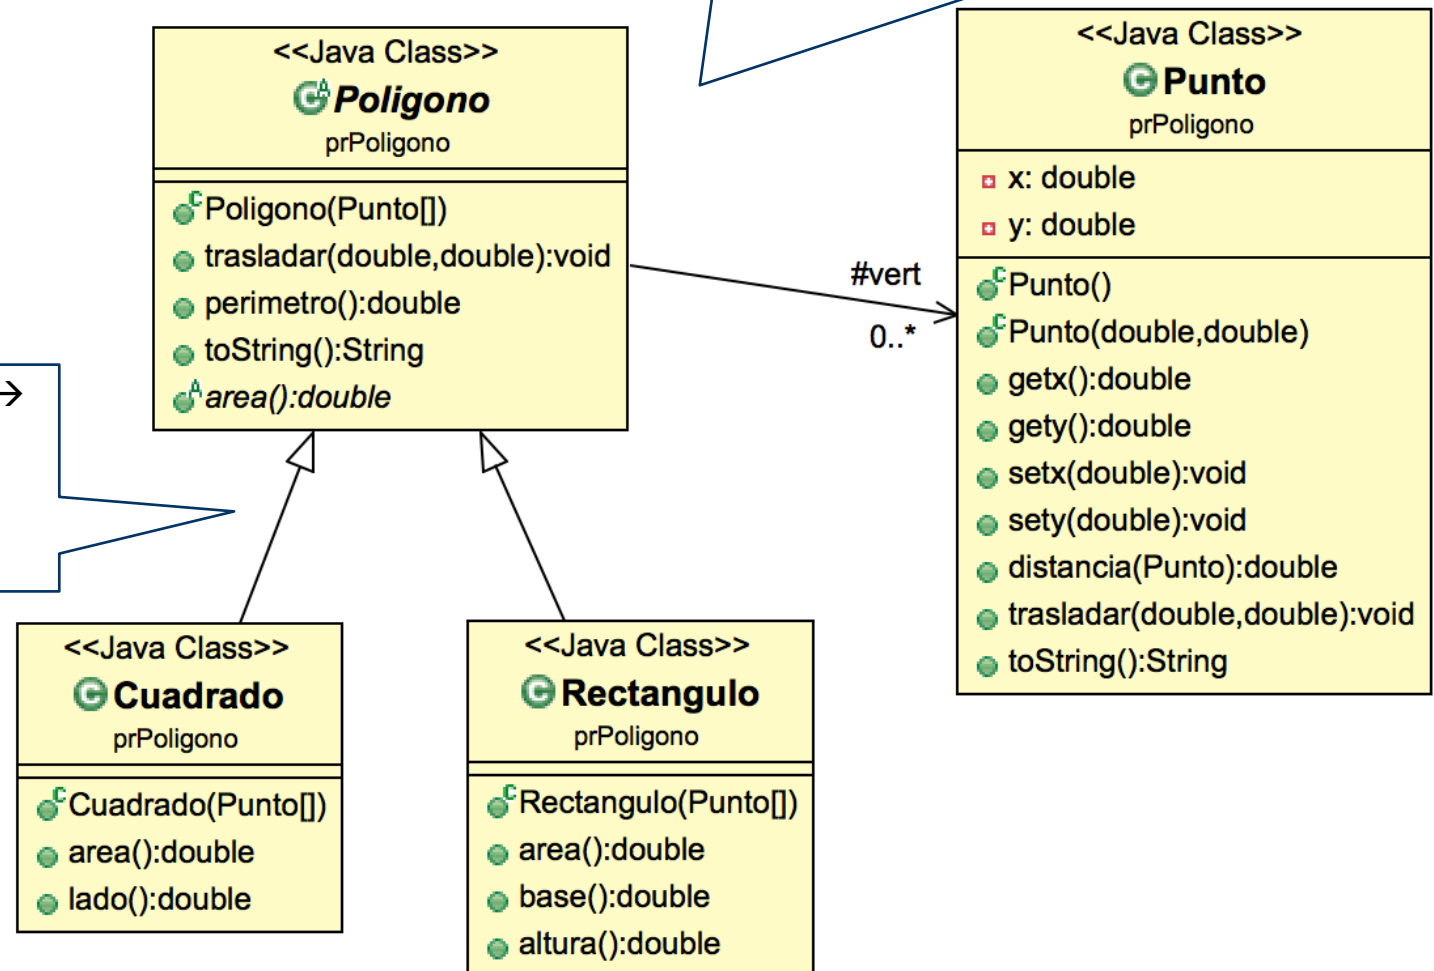 <<Java Class>>
Poligono
prPoligono
Poligono(Punto[])
trasladar(double,double):void
perimetro():double
toString():String
area():double
#vert
0..*
<<Java Class>>
Punto
prPoligono
x: double
y: double
Punto()
Punto(double,double)
getx():double
gety():double
setx(double):void
sety(double):void
distancia(Punto):double
trasladar(double,double):void
toString():String
→
<<Java Class>>
Cuadrado
prPoligono
Cuadrado(Punto[])
area():double
lado():double
<<Java Class>>
Rectangulo
prPoligono
Rectangulo(Punto[])
area():double
base():double
altura():double